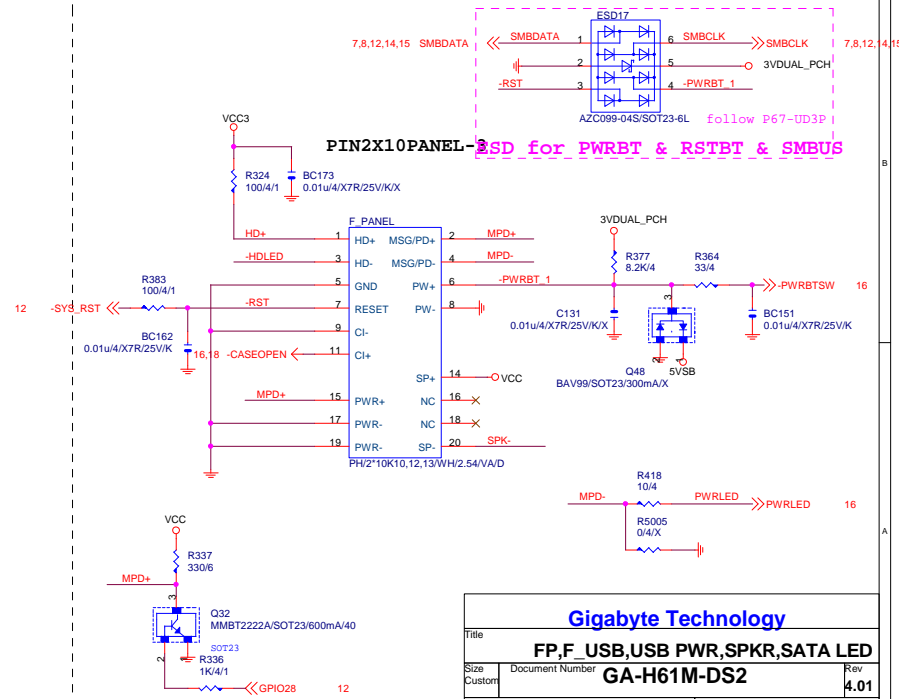 ESD17
7,8,12,14,15 SMBDATA SMBDATA 1 6 SMBCLK SMBCLK 7,8,12,14,15
2 5 3VDUAL_PCH
-RST 3 4 -PWRBT_1
AZC099-04S/SOT23-6L follow P67-UD3P
PIN2X10PANEL-3 ESD for PWRBT & RSTBT & SMBUS
B
VCC3
R324
100/4/1
BC173
0.01u/4/X7R/25V/K/X
F_PANEL
HD+ 1 HD+ MSG/PD+ 2 MPD+
-HDLED 3 HD- MSG/PD- 4 MPD-
5 GND PW+ 6 -PWRBT_1
-RST 7 RESET PW- 8
9 CI-
16,18 -CASEOPEN 11 CI+
SP+ 14 VCC
MPD+ 15 PWR+ NC 16
17 PWR- NC 18
19 PWR- SP- 20 SPK-
PH/2*10K10,12,13/WH/2.54/VA/D
R383
100/4/1
12 -SYS_RST
BC162
0.01u/4/X7R/25V/K
3VDUAL_PCH
R377
8.2K/4
R364
33/4
-PWRBTSW 16
C131
0.01u/4/X7R/25V/K/X
3
BC151
0.01u/4/X7R/25V/K
2 1
5VSB
Q48
BAV99/SOT23/300mA/X
R418
10/4
MPD- PWRLED PWRLED 16
R5005
0/4/X
A
VCC
R337
330/6
MPD+
3
Q32
MMBT2222A/SOT23/600mA/40
SOT23
2 1
R336
1K/4/1
GPIO28 12
Gigabyte Technology
Title
FP,F_USB,USB PWR,SPKR,SATA LED
Size Document Number Rev
Custom GA-H61M-DS2 4.01